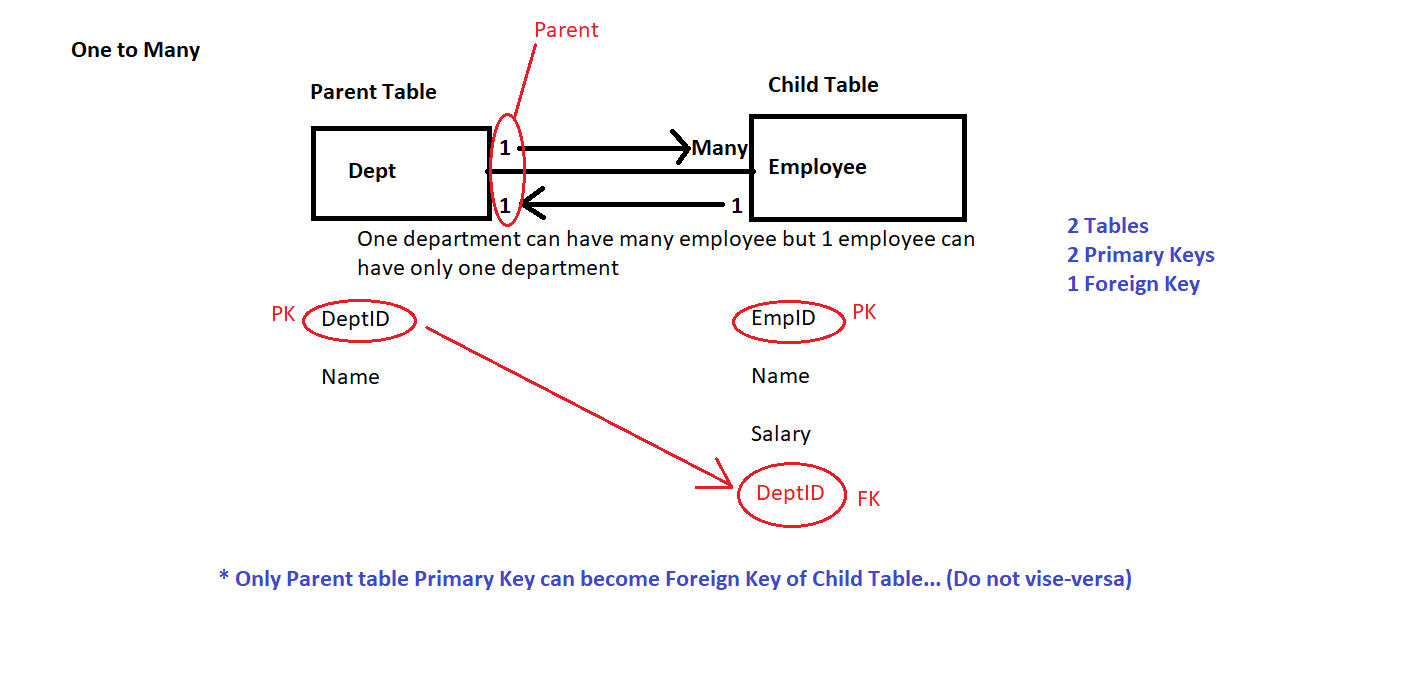 Parent
One to Many
Parent Table
Child Table
1
Many
Dept
Employee
1
1
One department can have many employee but 1 employee can
have only one department
2 Tables
2 Primary Keys
1 Foreign Key
PK
DeptID
EmpID
PK
Name
Name
Salary
DeptID
FK
* Only Parent table Primary Key can become Foreign Key of Child Table... (Do not vise-versa)